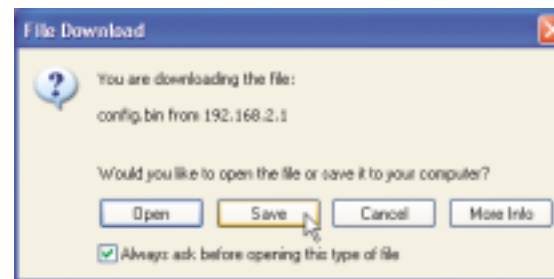 File Download
You are downloading the file:
config.bin from 192.168.2.1
Would you like to open the file or save it to your computer?
Open Save Cancel More Info
Always ask before opening this type of file